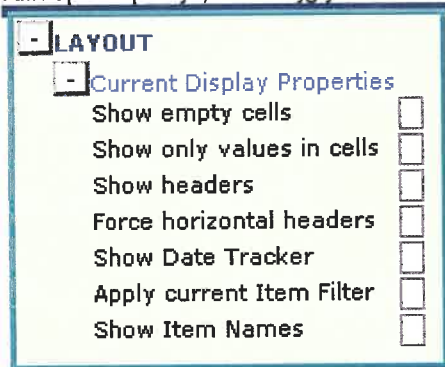 - LAYOUT
- Current Display Properties
Show empty cells
Show only values in cells
Show headers
Force horizontal headers
Show Date Tracker
Apply current Item Filter
Show Item Names